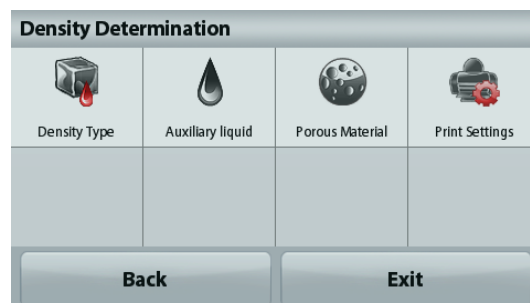 Density Determination
Density Type
Auxiliary liquid
Porous Material
Print Settings
Back
Exit